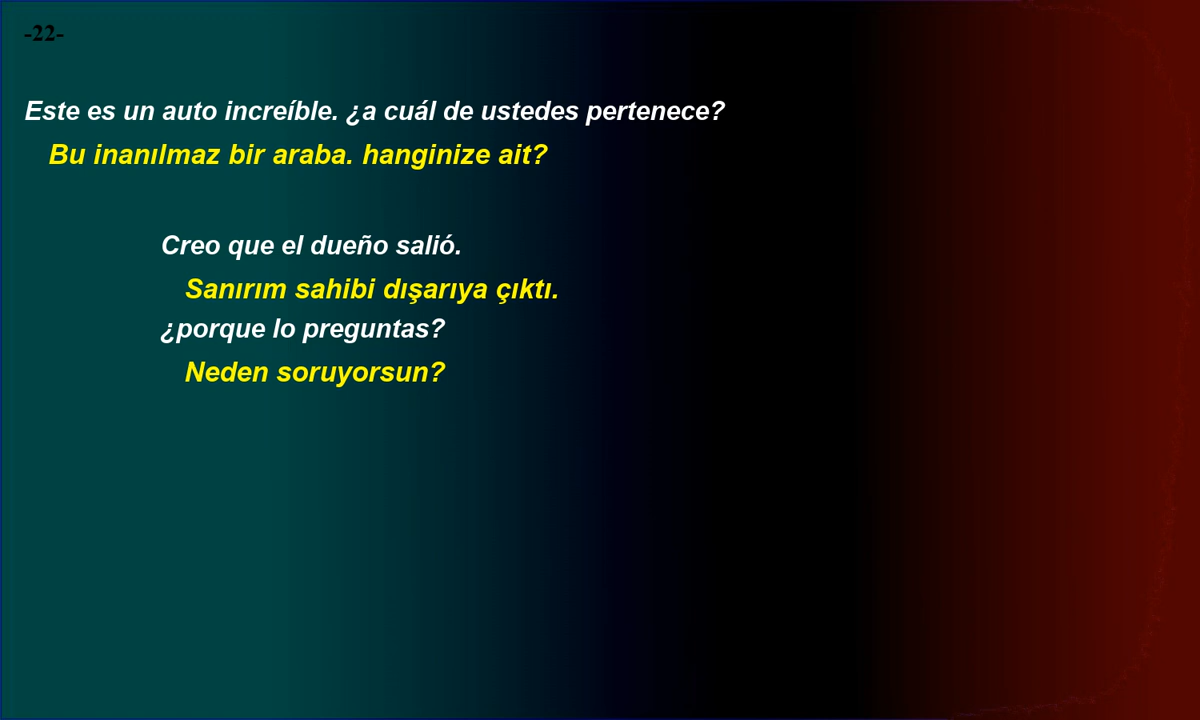 -22-
Este es un auto increíble. ¿a cuál de ustedes pertenece?
Bu inanılmaz bir araba. hanginize ait?
Creo que el dueño salió.
Sanırım sahibi dışarıya çıktı.
¿porque lo preguntas?
Neden soruyorsun?